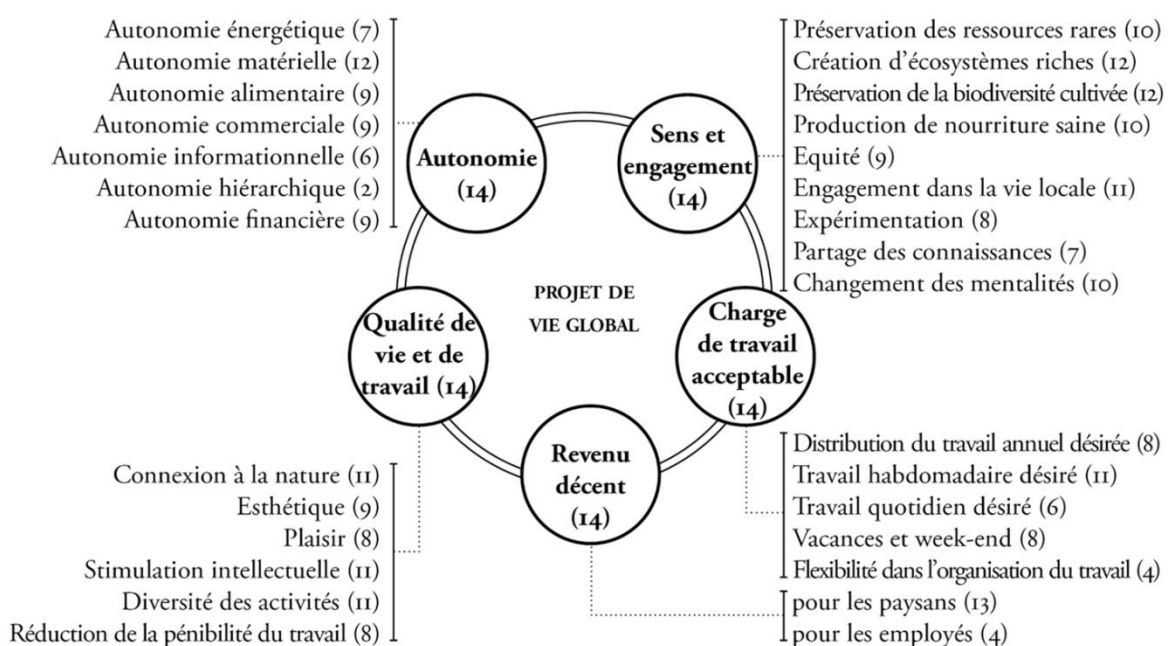 Autonomie énergétique (7)
Autonomie matérielle (12)
Autonomie alimentaire (9)
Autonomie commerciale (9)
Autonomie informationnelle (6)
Autonomie hiérarchique (2)
Autonomie financière (9)
Autonomie
(14)
Sens et
engagement
(14)
Préservation des ressources rares (10)
Création d'écosystèmes riches (12)
Préservation de la biodiversité cultivée (12)
Production de nourriture saine (10)
Equité (9)
Engagement dans la vie locale (11)
Expérimentation (8)
Partage des connaissances (7)
Changement des mentalités (10)
PROJET DE
VIE GLOBAL
Qualité de
vie et de
travail (14)
Charge
de travail
acceptable
(14)
Revenu
décent
(14)
Connexion à la nature (11)
Esthétique (9)
Plaisir (8)
Stimulation intellectuelle (11)
Diversité des activités (11)
Réduction de la pénibilité du travail (8)
Distribution du travail annuel désirée (8)
Travail habdomadaire désiré (11)
Travail quotidien désiré (6)
Vacances et week-end (8)
Flexibilité dans l'organisation du travail (4)
pour les paysans (13)
pour les employés (4)